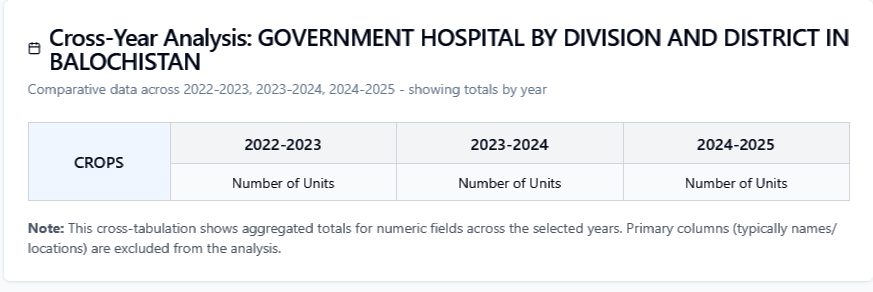 Cross-Year Analysis: GOVERNMENT HOSPITAL BY DIVISION AND DISTRICT IN
BALOCHISTAN
Comparative data across 2022-2023, 2023-2024, 2024-2025 - showing totals by year
CROPS
2022-2023 2023-2024 2024-2025
Number of Units Number of Units Number of Units
Note: This cross-tabulation shows aggregated totals for numeric fields across the selected years. Primary columns (typically names/
locations) are excluded from the analysis.